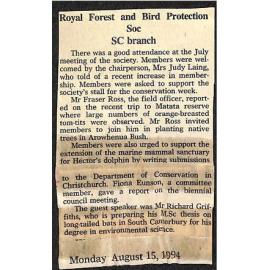 Royal Forest and Bird Protection
Soc
SC branch
There was a good attendance at the July
meeting of the society. Members were wel-
comed by the chairperson, Mrs Judy Laing,
who told of a recent increase in member-
ship. Members were asked to support the
society's stall for the conservation week.
Mr Fraser Ross, the field officer, report-
ed on the recent trip to Matata reserve
where large numbers of orange-breasted
tom-tits were observed. Mr Ross invited
members to join him in planting native
trees in Arowhenua Bush.
Members were also urged to support the
extension of the marine mammal sanctuary
for Hector's dolphin by writing submissions
to the Department of Conservation in
Christchurch. Fiona Eunson, a committee
member, gave a report on the biennial
council meeting.
The guest speaker was Mr Richard Grif-
fiths, who is preparing his M.Sc thesis on
long-tailed bats in South Canterbury for his
degree in environmental science.
Monday August 15, 1994